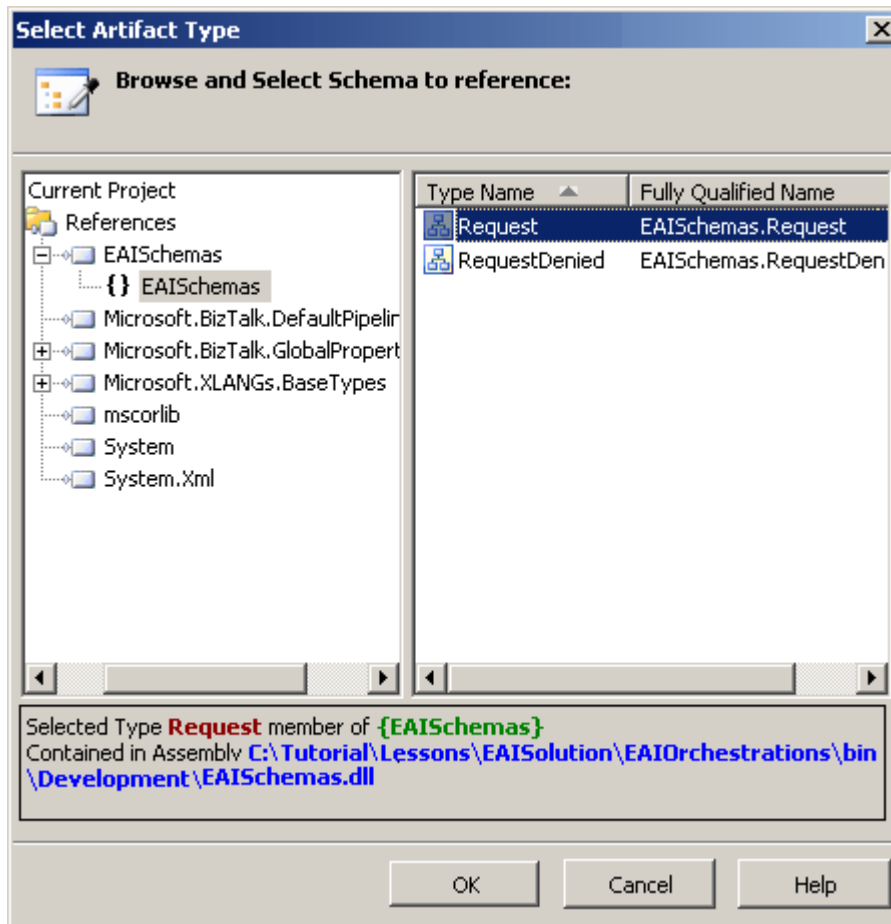 Select Artifact Type
Browse and Select Schema to reference:
Current Project
References
EAISchemas
{} EAISchemas
Microsoft.BizTalk.DefaultPipelin
Microsoft.BizTalk.GlobalPropert
Microsoft.XLANGs.BaseTypes
mscorlib
System
System.Xml
Type Name Fully Qualified Name
Request EAISchemas.Request
RequestDenied EAISchemas.RequestDen
Selected Type Request member of {EAISchemas}
Contained in Assembly C:\Tutorial\Lessons\EAISolution\EAIOrchestrations\bin
\Development\EAISchemas.dll
OK Cancel Help